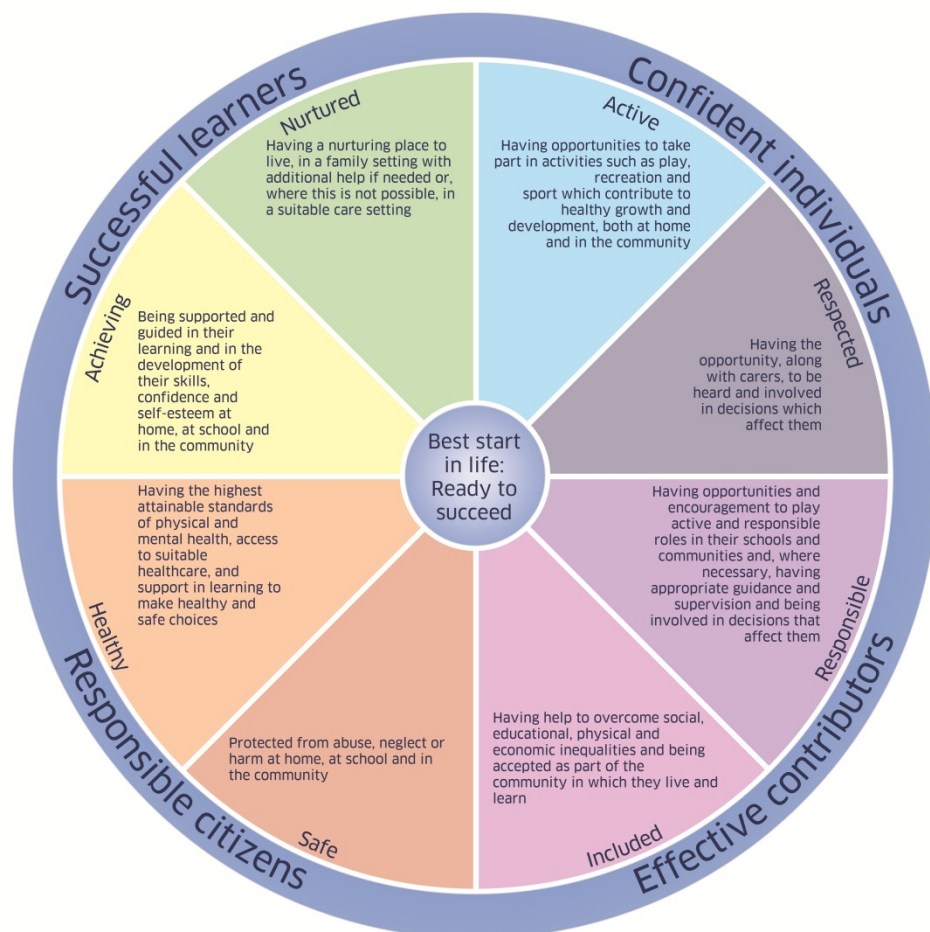 Successful learners
Confident individuals
Nurtured
Having a nurturing place to
live, in a family setting with
additional help if needed or,
where this is not possible, in
a suitable care setting
Active
Having opportunities to take
part in activities such as play,
recreation and
sport which contribute to
healthy growth and
development, both at home
and in the community
Achieving
Being supported and
guided in their
learning and in the
development of
their skills,
confidence and
self-esteem at
home, at school and
in the community
Respected
Having the
opportunity, along
with carers, to be
heard and involved
in decisions which
affect them
Best start
in life:
Ready to
succeed
Healthy
Having the highest
attainable standards
of physical and
mental health, access
to suitable
healthcare, and
support in learning to
make healthy and
safe choices
Responsible
Having opportunities and
encouragement to play
active and responsible
roles in their schools and
communities and, where
necessary, having
appropriate guidance and
supervision and being
involved in decisions that
affect them
Safe
Protected from abuse, neglect or
harm at home, at school and in
the community
Included
Having help to overcome social,
educational, physical and
economic inequalities and being
accepted as part of the
community in which they live and
learn
Responsible citizens
Effective contributors